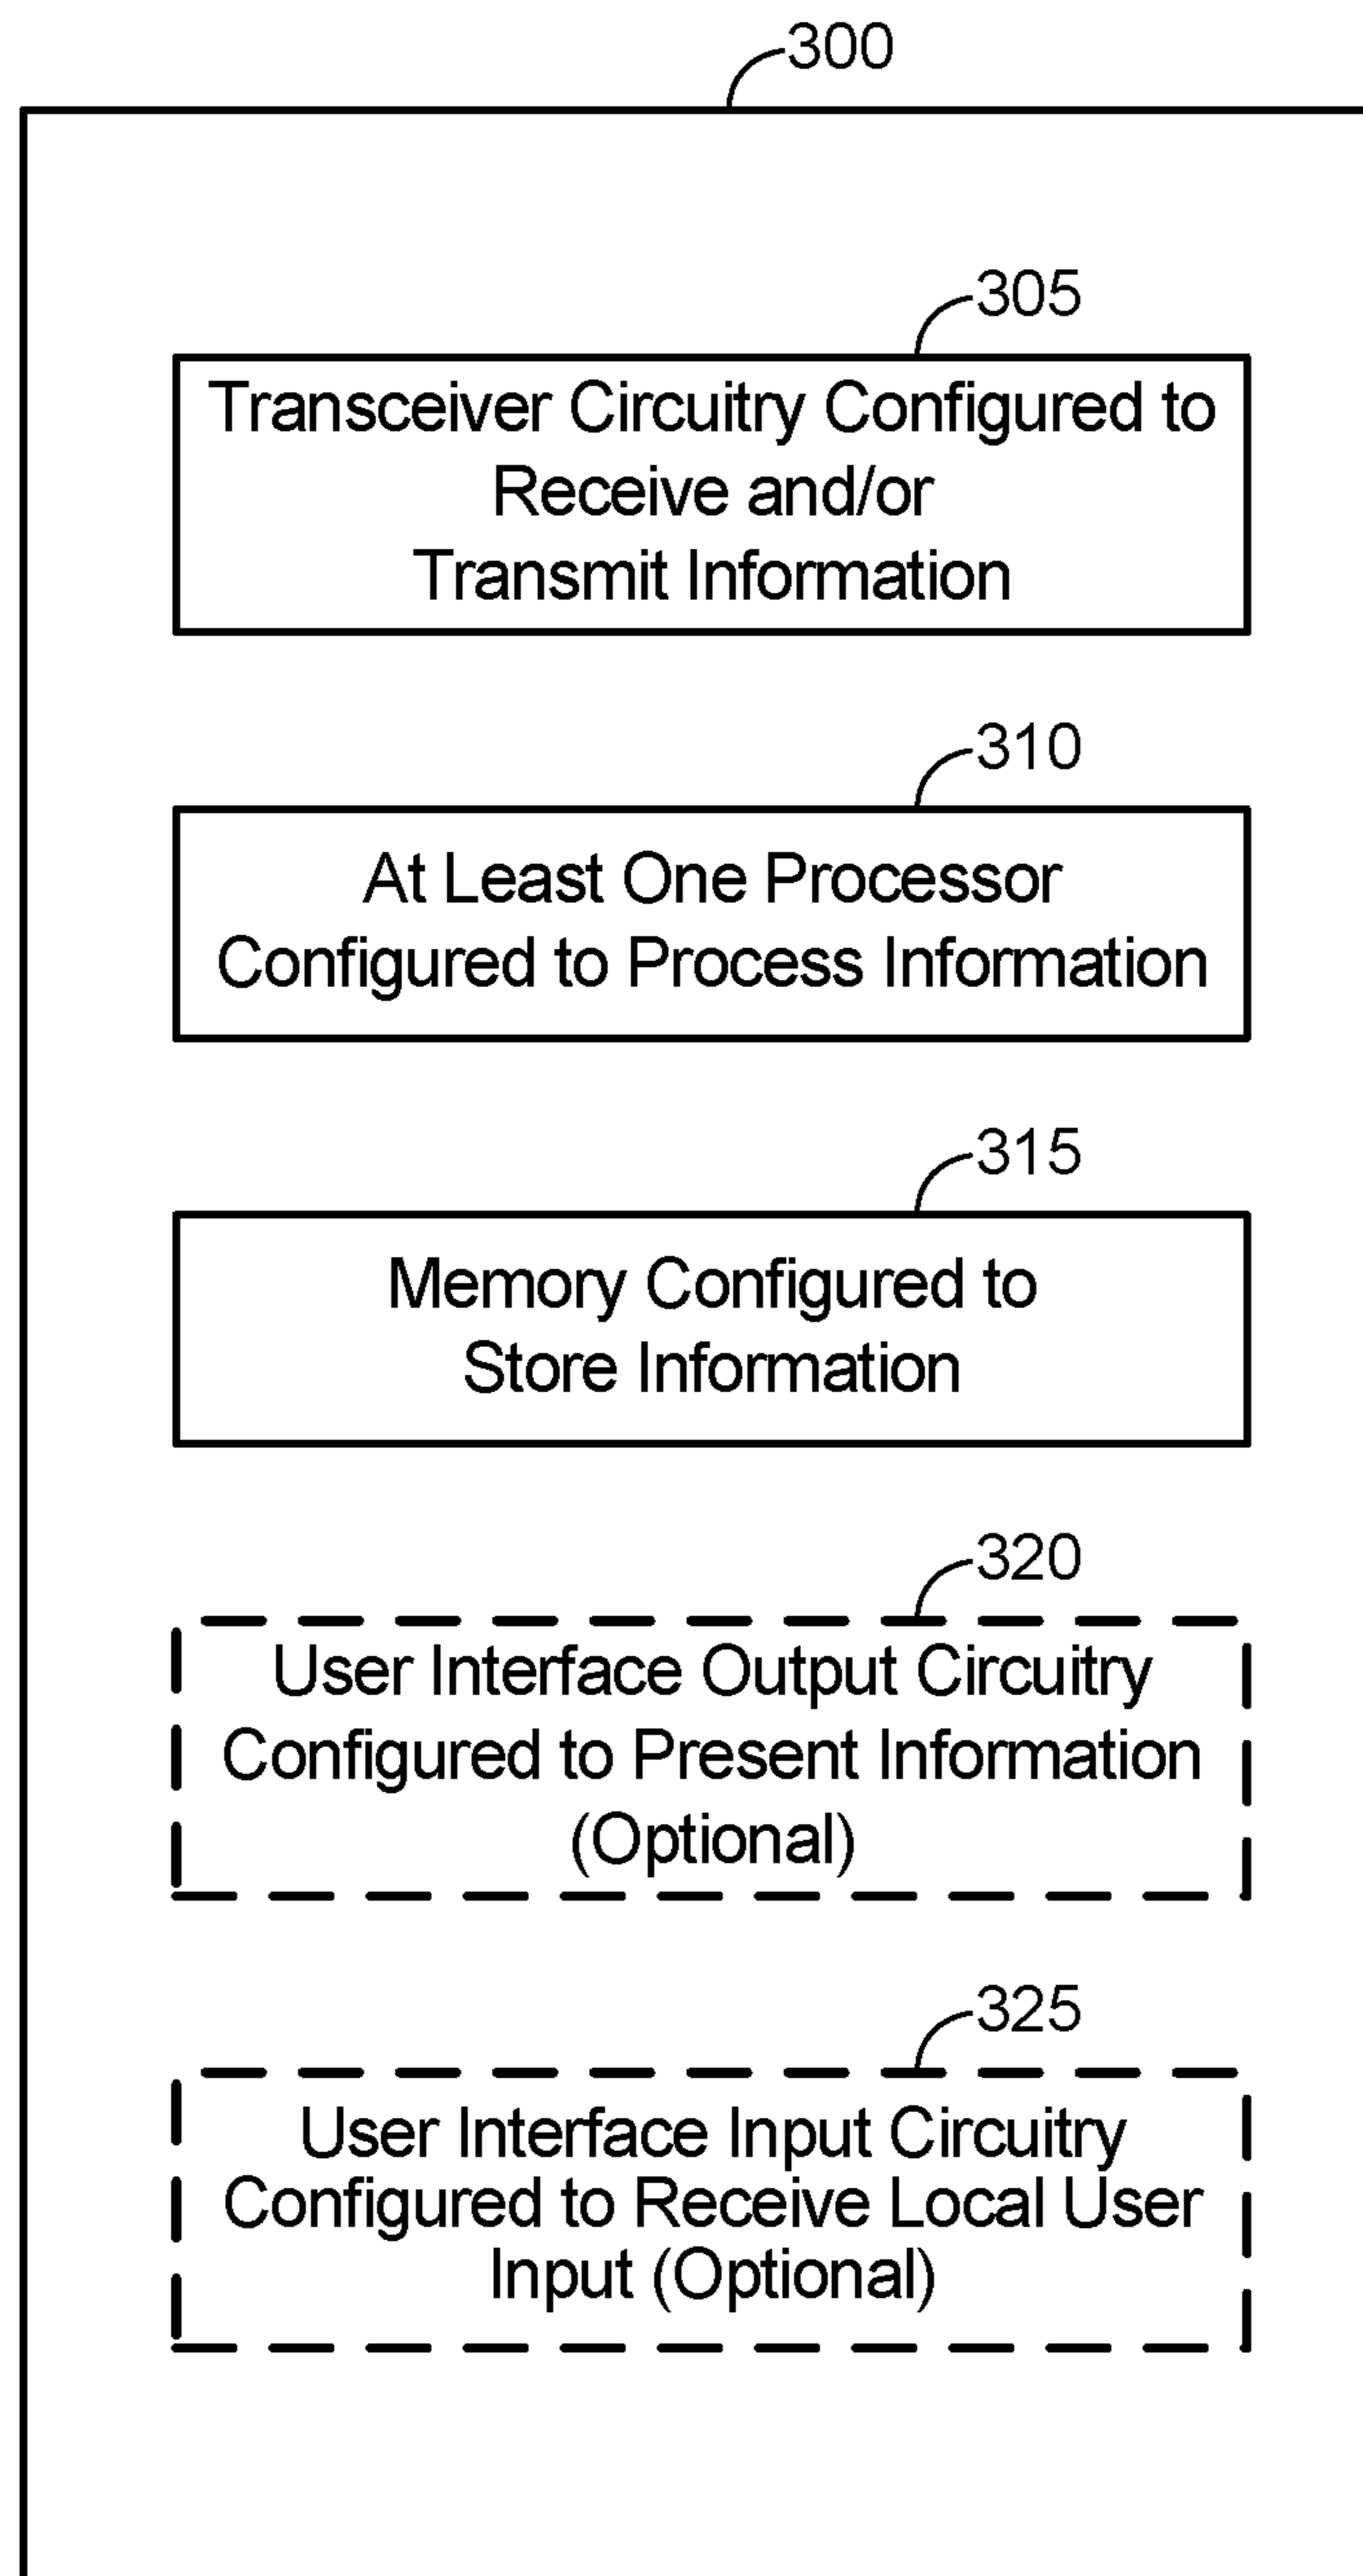 300
305
Transceiver Circuitry Configured to
Receive and/or
Transmit Information
310
At Least One Processor
Configured to Process Information
315
Memory Configured to
Store Information
320
User Interface Output Circuitry
Configured to Present Information
(Optional)
325
User Interface Input Circuitry
Configured to Receive Local User
Input (Optional)